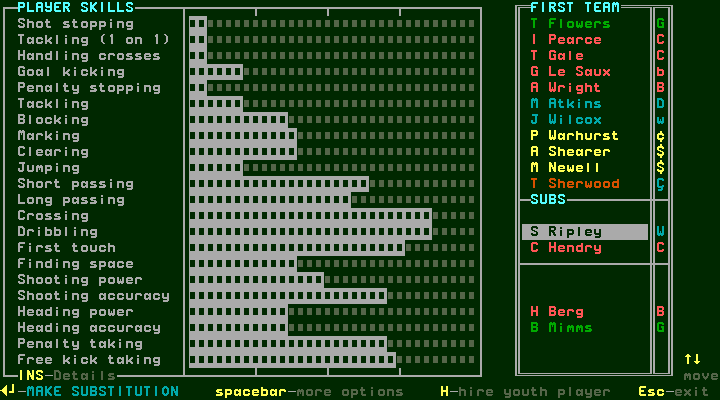 PLAYER SKILLS
Shot stopping
Tackling (1 on 1)
Handling crosses
Goal kicking
Penalty stopping
Tackling
Blocking
Marking
Clearing
Jumping
Short passing
Long passing
Crossing
Dribbling
First touch
Finding space
Shooting power
Shooting accuracy
Heading power
Heading accuracy
Penalty taking
Free kick taking
INS-Details
FIRST TEAM
T Flowers G
I Pearce C
T Gale C
G Le Saux b
A Wright B
M Atkins D
J Wilcox w
P Warhurst ¢
A Shearer $
M Newell $
T Sherwood Ç
SUBS
S Ripley W
C Hendry C
H Berg B
B Mimms G
↑↓
move
↵-MAKE SUBSTITUTION spacebar-more options H-hire youth player Esc-exit